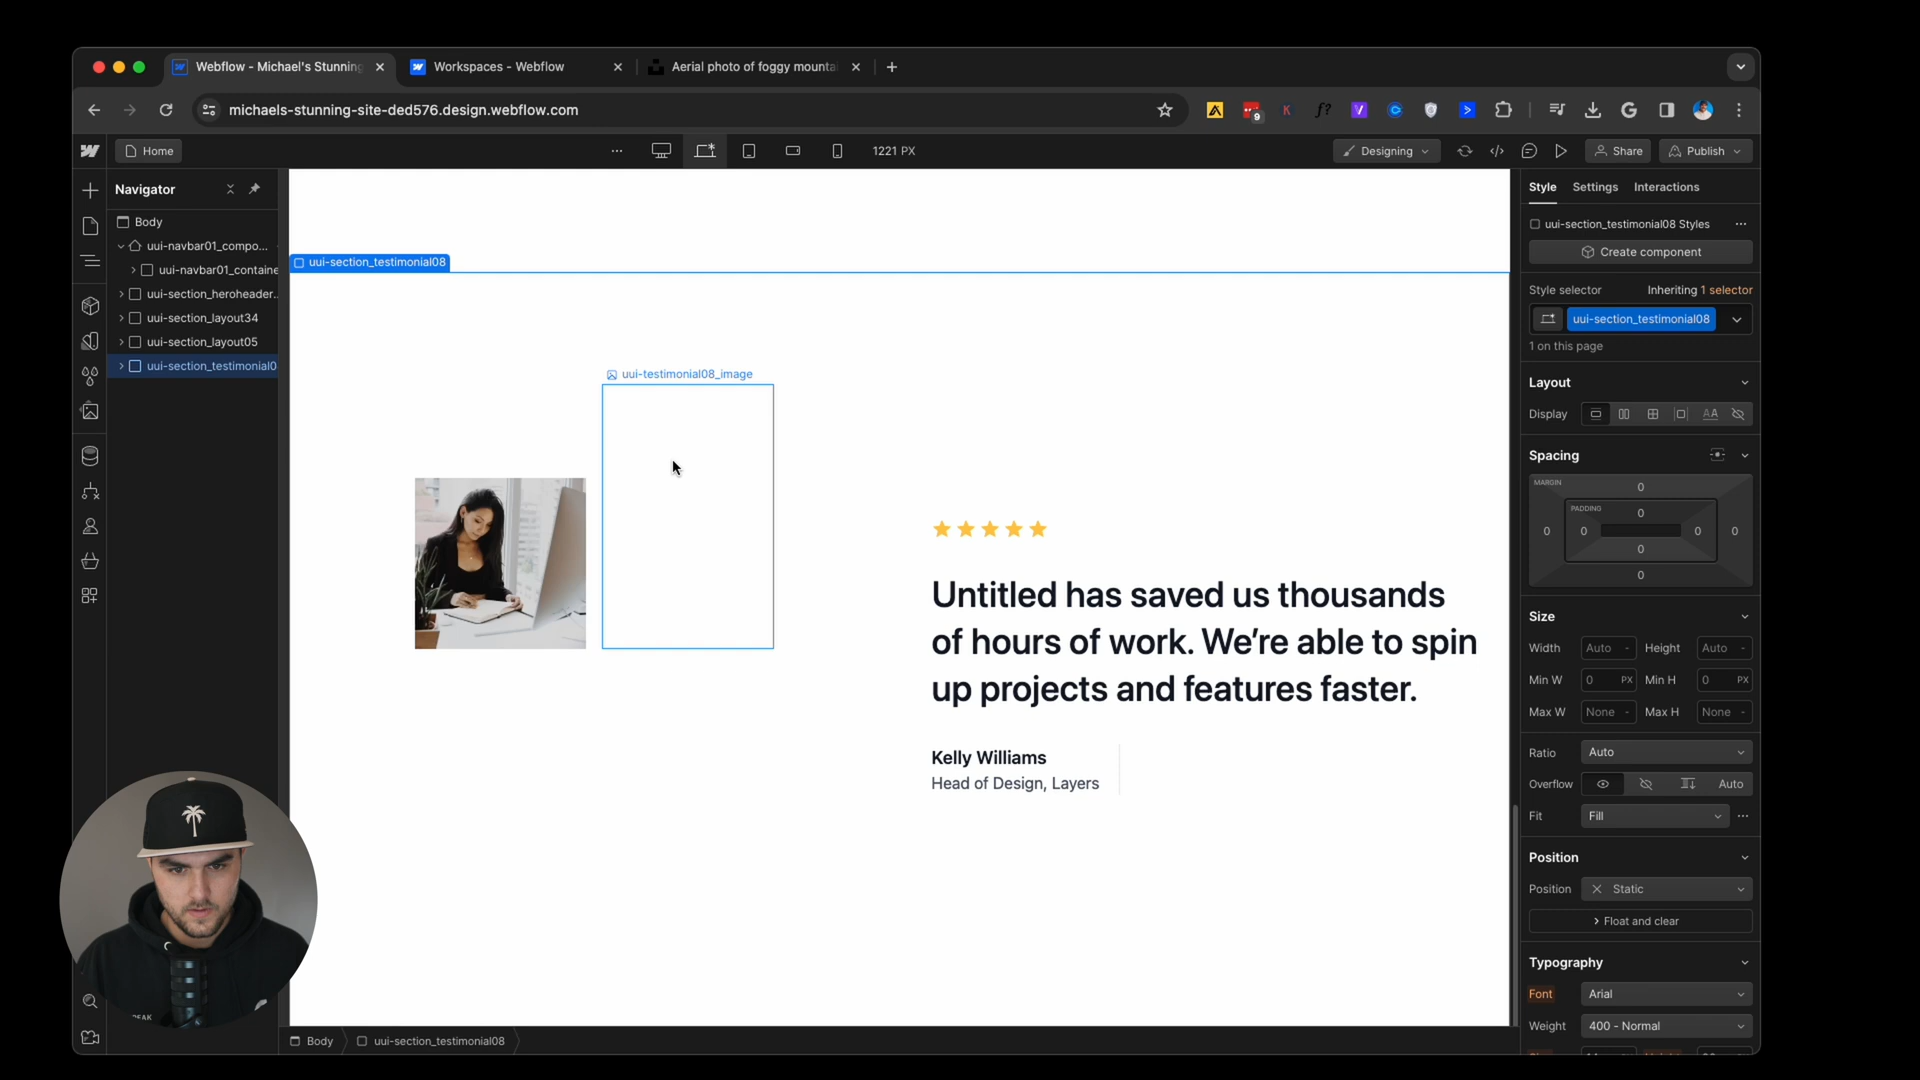 Webflow - Michael's Stunning
Workspaces - Webflow
Aerial photo of foggy mounta
michaels-stunning-site-ded576.design.webflow.com
9
K
f?
V
Home
1221 PX
Designing
Share
Publish
Navigator
Body
uui-navbar01_compo...
uui-navbar01_containe
uui-section_heroheader...
uui-section_layout34
uui-section_layout05
uui-section_testimonial0
uui-section_testimonial08
uui-testimonial08_image
Untitled has saved us thousands
of hours of work. We're able to spin
up projects and features faster.
Kelly Williams
Head of Design, Layers
Style
Settings
Interactions
uui-section_testimonial08 Styles
Create component
Style selector
Inheriting 1 selector
uui-section_testimonial08
1 on this page
Layout
Display
Spacing
MARGIN
0
PADDING
0
0 0 0 0
0
0
Size
Width Auto - Height Auto -
Min W 0 PX Min H 0 PX
Max W None - Max H None -
Ratio Auto
Overflow Auto
Fit Fill
Position
Position Static
Float and clear
Typography
Font Arial
Weight 400 - Normal
Body
uui-section_testimonial08